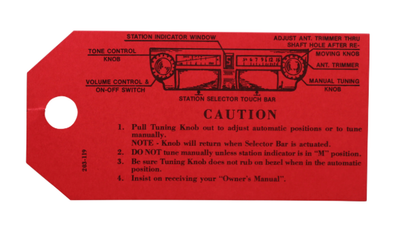 STATION INDICATOR WINDOW
ADJUST ANT. TRIMMER THRU
SHAFT HOLE AFTER RE-
MOVING KNOB
TONE CONTROL
KNOB
ANT. TRIMMER
VOLUME CONTROL &
ON-OFF SWITCH
MANUAL TUNING
KNOB
STATION SELECTOR TOUCH BAR
CAUTION
1. Pull Tuning Knob out to adjust automatic positions or to tune
manually.
NOTE - Knob will return when Selector Bar is actuated.
2. DO NOT tune manually unless station indicator is in "M" position.
3. Be sure Tuning Knob does not rub on bezel when in the automatic
position.
4. Insist on receiving your "Owner's Manual".